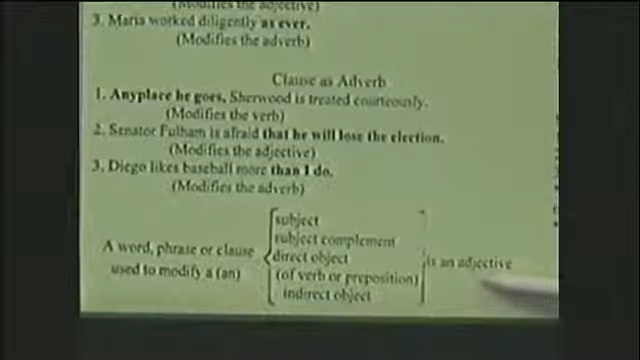 (Modifies the adjective)
3. Maria worked diligently as ever.
(Modifies the adverb)
Clause as Adverb
1. Anyplace he goes, Sherwood is treated courteously.
(Modifies the verb)
2. Senator Fulham is afraid that he will lose the election.
(Modifies the adjective)
3. Diego likes baseball more than I do.
(Modifies the adverb)
A word, phrase or clause
used to modify a (an)
subject
subject complement
direct object
(of verb or preposition)
indirect object
is an adjective